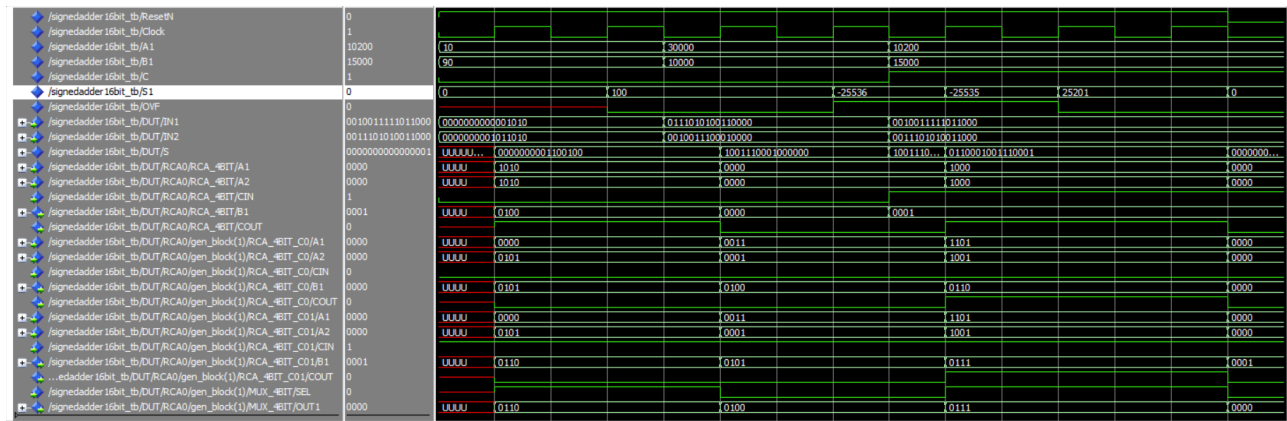 /signedadder16bit_tb/ResetN 0
/signedadder16bit_tb/Clock 1
/signedadder16bit_tb/A1 10200 10 30000 10200
/signedadder16bit_tb/B1 15000 90 10000 15000
/signedadder16bit_tb/C 1
/signedadder16bit_tb/S1 0 0 100 -25536 -25535 25201 0
/signedadder16bit_tb/OVF 0
/signedadder16bit_tb/DUT/IN1 0010011111011000 0000000000001010 0111010100110000 0010011111011000
/signedadder16bit_tb/DUT/IN2 0011101010011000 0000000001011010 0010011100010000 0011101010011000
/signedadder16bit_tb/DUT/S 0000000000000001 UUUUU... 0000000001100100 1001110001000000 1001110... 0110001001110001 0000000...
/signedadder16bit_tb/DUT/RCA0/RCA_4BIT/A1 0000 UUUU 1010 0000 1000 0000
/signedadder16bit_tb/DUT/RCA0/RCA_4BIT/A2 0000 UUUU 1010 0000 1000 0000
/signedadder16bit_tb/DUT/RCA0/RCA_4BIT/CIN 1
/signedadder16bit_tb/DUT/RCA0/RCA_4BIT/B1 0001 UUUU 0100 0000 0001
/signedadder16bit_tb/DUT/RCA0/RCA_4BIT/COUT 0
/signedadder16bit_tb/DUT/RCA0/gen_block(1)/RCA_4BIT_C0/A1 0000 UUUU 0000 0011 1101 0000
/signedadder16bit_tb/DUT/RCA0/gen_block(1)/RCA_4BIT_C0/A2 0000 UUUU 0101 0001 1001 0000
/signedadder16bit_tb/DUT/RCA0/gen_block(1)/RCA_4BIT_C0/CIN 0
/signedadder16bit_tb/DUT/RCA0/gen_block(1)/RCA_4BIT_C0/B1 0000 UUUU 0101 0100 0110 0000
/signedadder16bit_tb/DUT/RCA0/gen_block(1)/RCA_4BIT_C0/COUT 0
/signedadder16bit_tb/DUT/RCA0/gen_block(1)/RCA_4BIT_C01/A1 0000 UUUU 0000 0011 1101 0000
/signedadder16bit_tb/DUT/RCA0/gen_block(1)/RCA_4BIT_C01/A2 0000 UUUU 0101 0001 1001 0000
/signedadder16bit_tb/DUT/RCA0/gen_block(1)/RCA_4BIT_C01/CIN 1
/signedadder16bit_tb/DUT/RCA0/gen_block(1)/RCA_4BIT_C01/B1 0001 UUUU 0110 0101 0111 0001
...edadder16bit_tb/DUT/RCA0/gen_block(1)/RCA_4BIT_C01/COUT 0
/signedadder16bit_tb/DUT/RCA0/gen_block(1)/MUX_4BIT/SEL 0
/signedadder16bit_tb/DUT/RCA0/gen_block(1)/MUX_4BIT/OUT1 0000 UUUU 0110 0100 0111 0000